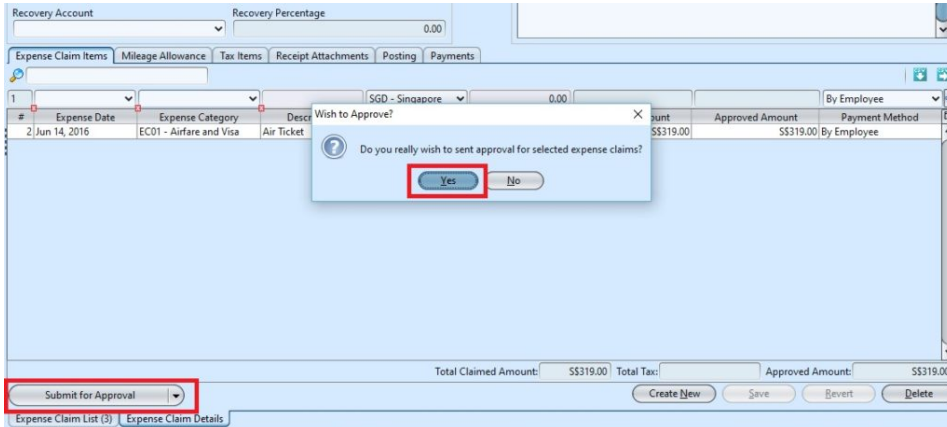 Recovery Account Recovery Percentage
0.00
Expense Claim Items Mileage Allowance Tax Items Receipt Attachments Posting Payments
1 SGD - Singapore 0.00 By Employee
# Expense Date Expense Category Descr ount Approved Amount Payment Method
2 Jun 14, 2016 EC01 - Airfare and Visa Air Ticket S$319.00 S$319.00 By Employee
Wish to Approve?
Do you really wish to sent approval for selected expense claims?
Yes No
Total Claimed Amount: S$319.00 Total Tax: Approved Amount: S$319.00
Submit for Approval Create New Save Revert Delete
Expense Claim List (3) Expense Claim Details